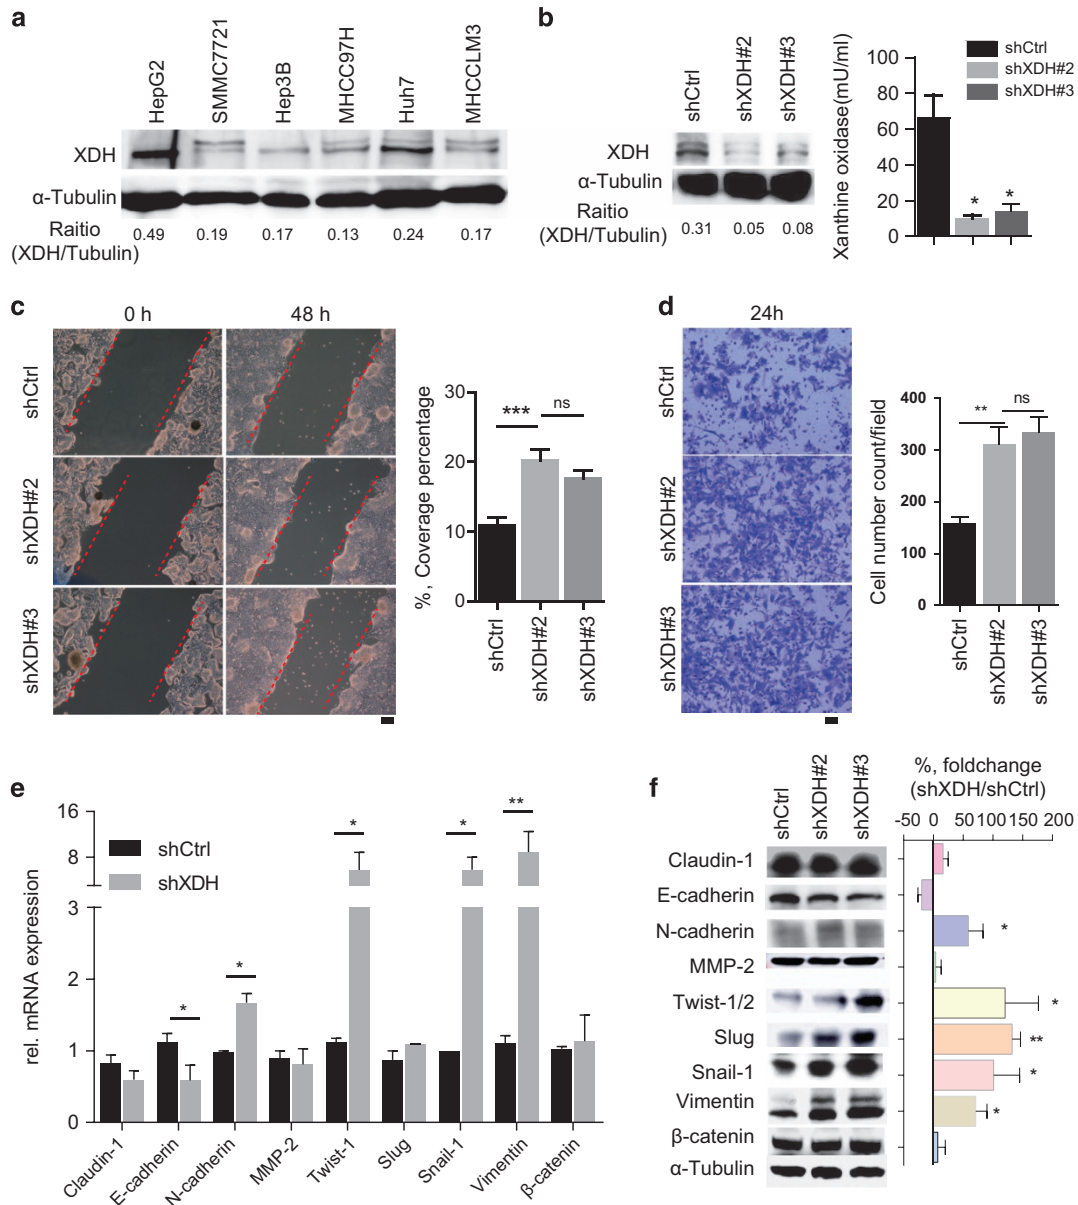 a
HepG2
SMMC7721
Hep3B
MHCC97H
Huh7
MHCCLM3
XDH
α-Tubulin
Raitio
(XDH/Tubulin)
0.49 0.19 0.17 0.13 0.24 0.17
b
shCtrl
shXDH#2
shXDH#3
XDH
α-Tubulin
Raitio
(XDH/Tubulin)
0.31 0.05 0.08
Xanthine oxidase(mU/ml)
100
80
60
40
20
0
* *
shCtrl
shXDH#2
shXDH#3
c
0 h 48 h
shCtrl
shXDH#2
shXDH#3
%, Coverage percentage
30
20
10
0
*** ns
shCtrl
shXDH#2
shXDH#3
d
24h
shCtrl
shXDH#2
shXDH#3
Cell number count/field
400
300
200
100
0
** ns
shCtrl
shXDH#2
shXDH#3
e
rel. mRNA expression
16
8
3
2
1
0
shCtrl
shXDH
* * * * **
Claudin-1
E-cadherin
N-cadherin
MMP-2
Twist-1
Slug
Snail-1
Vimentin
β-catenin
f
shCtrl
shXDH#2
shXDH#3
%, foldchange
(shXDH/shCtrl)
-50 0 50 100 150 200
Claudin-1
E-cadherin
N-cadherin *
MMP-2
Twist-1/2 *
Slug **
Snail-1 *
Vimentin *
β-catenin
α-Tubulin